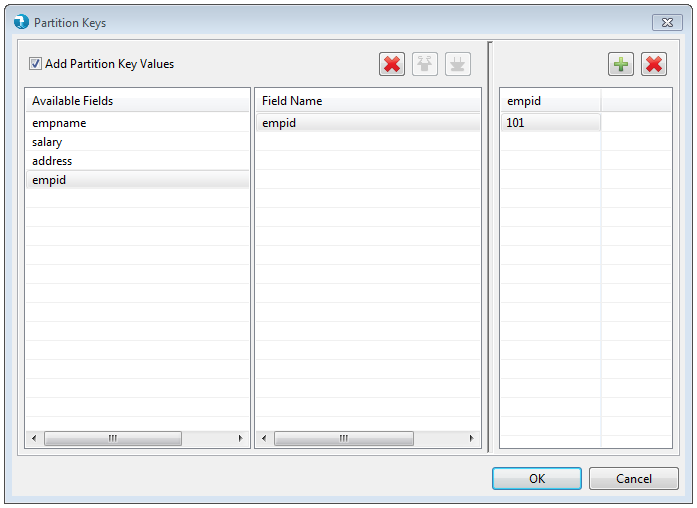 Partition Keys
Add Partition Key Values
Available Fields
empname
salary
address
empid
Field Name
empid
empid
101
OK
Cancel